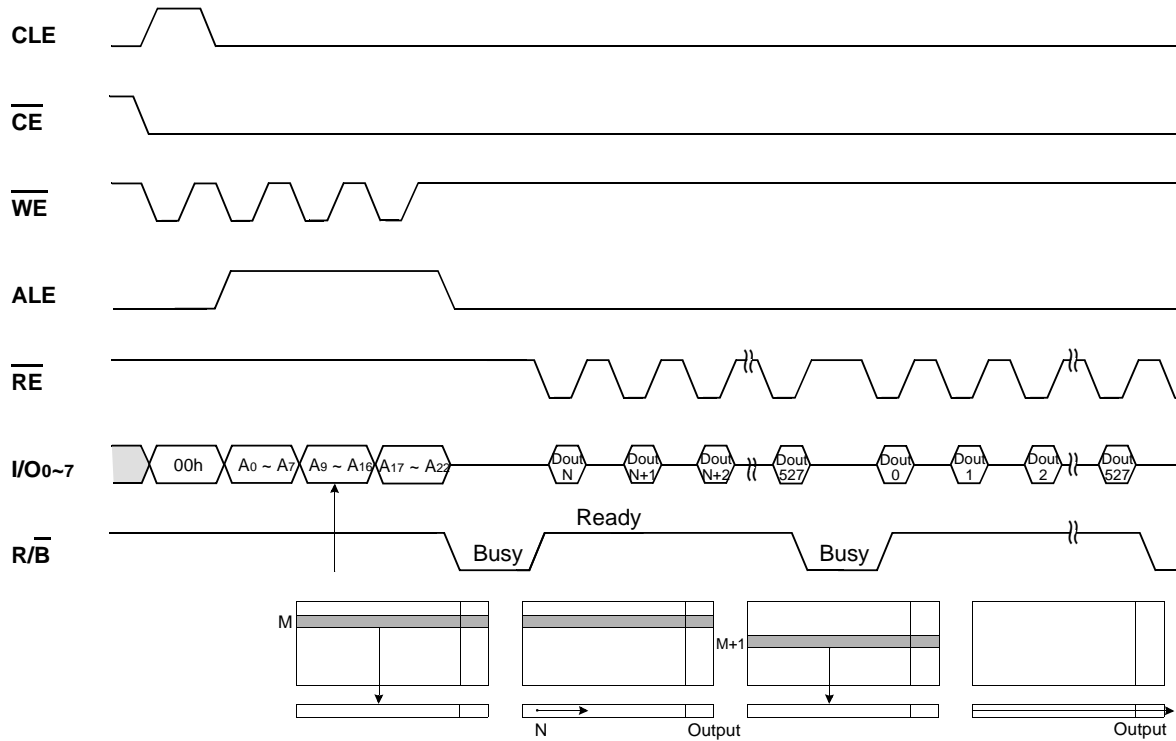 CLE
CE
WE
ALE
RE
I/O0~7
00h
A0 ~ A7
A9 ~ A16
A17 ~ A22
Dout
N
Dout
N+1
Dout
N+2
Dout
527
Dout
0
Dout
1
Dout
2
Dout
527
R/B
Busy
Ready
Busy
M
M+1
N
Output
Output